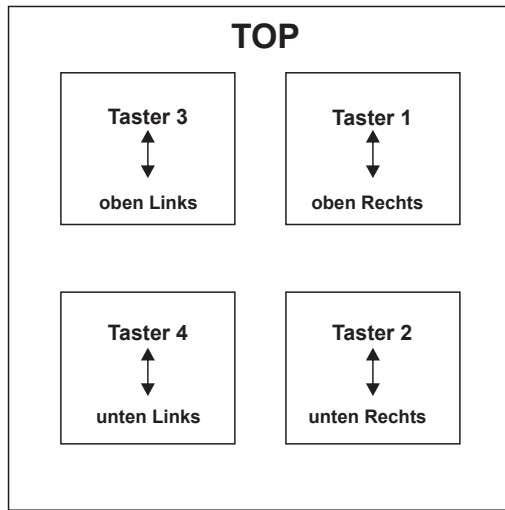 TOP
Taster 3
oben Links
Taster 1
oben Rechts
Taster 4
unten Links
Taster 2
unten Rechts